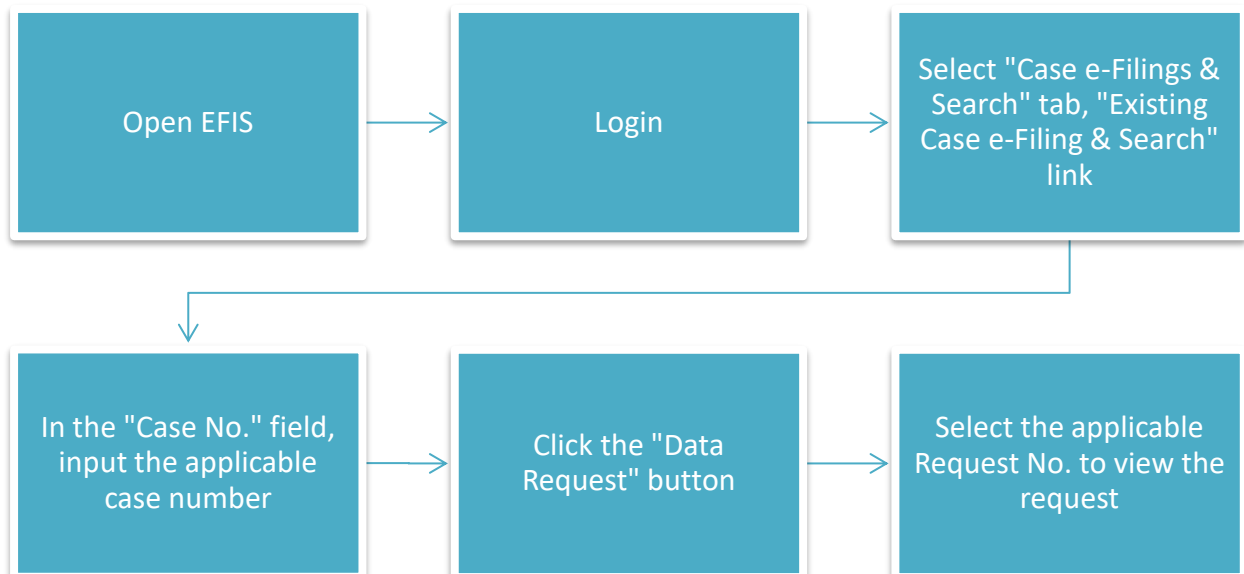 Open EFIS
Login
Select "Case e-Filings &
Search" tab, "Existing
Case e-Filing & Search"
link
In the "Case No." field,
input the applicable
case number
Click the "Data
Request" button
Select the applicable
Request No. to view the
request